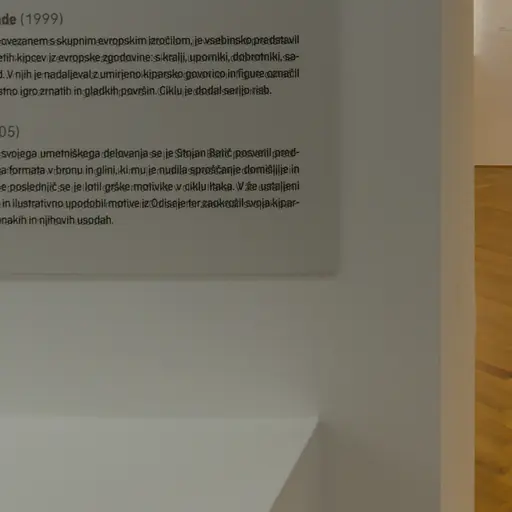 de (1999)
ovezanem s skupnim evropskim izročilom, je vsebinsko predstavil
etih kipcev iz evropske zgodovine: s kralji, uporniki, dobrotniki, sa-
d. V njih je nadaljeval z umirjeno kiparsko govorico in figure označil
stno igro zrnatih in gladkih površin. Ciklu je dodal serijo risb.
05)
svojega umetniškega delovanja se je Stojan Batič posvetil pred-
a formata v bronu in glini, ki mu je nudila sproščanje domišljije in
e poslednjič se je lotil grške motivike v ciklu Itaka. V že ustaljeni
in ilustrativno upodobil motive iz Odiseje ter zaokrožil svoja kipar-
nakih in njihovih usodah.